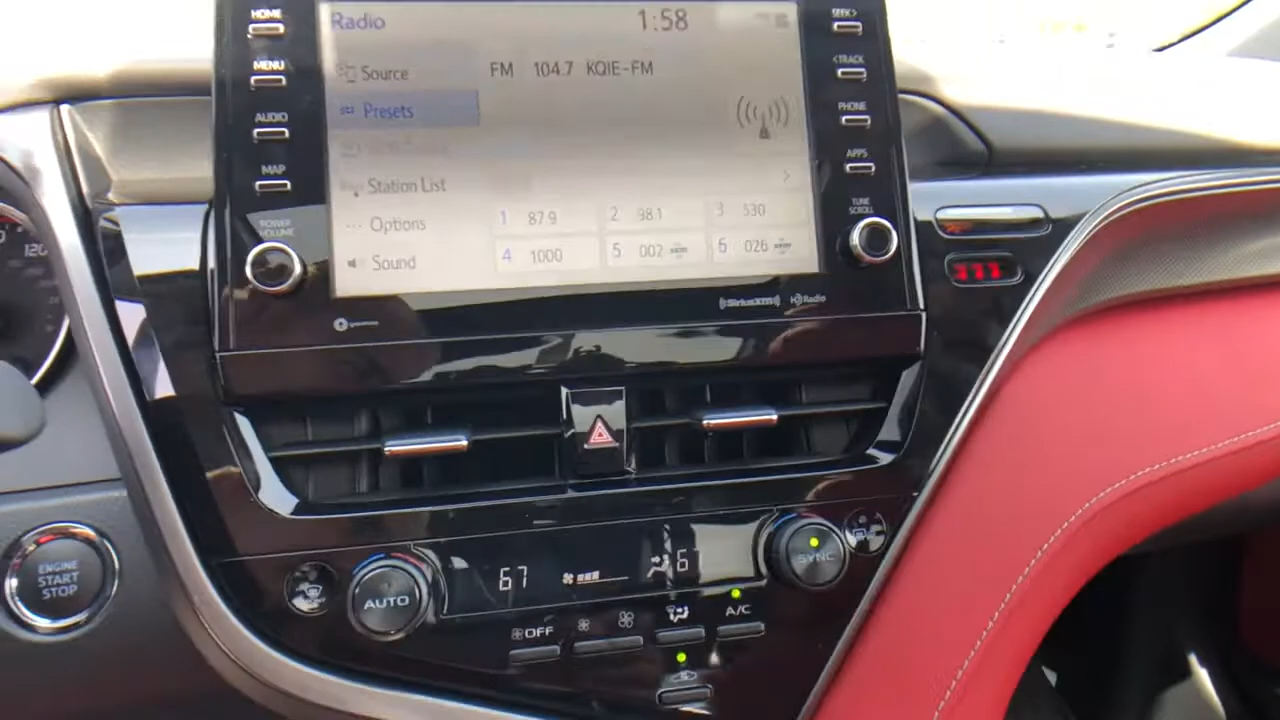 HOME
MENU
AUDIO
MAP
POWER
VOLUME
Radio
1:58
Source
FM 104.7 KQIE-FM
Presets
Station List
Options
Sound
1 87.9
2 98.1
3 530
4 1000
5 002
6 026
SEEK>
<TRACK
PHONE
APPS
TUNE
SCROLL
SiriusXM
HD Radio
120
ENGINE
START
STOP
AUTO
67
SYNC
OFF
A/C